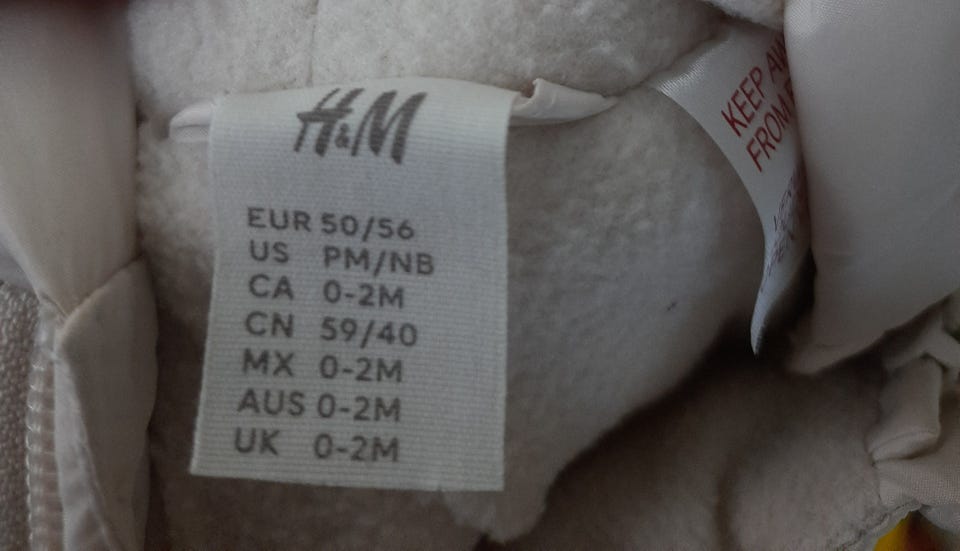 H&M
EUR 50/56
US PM/NB
CA 0-2M
CN 59/40
MX 0-2M
AUS 0-2M
UK 0-2M
KEEP
FROM